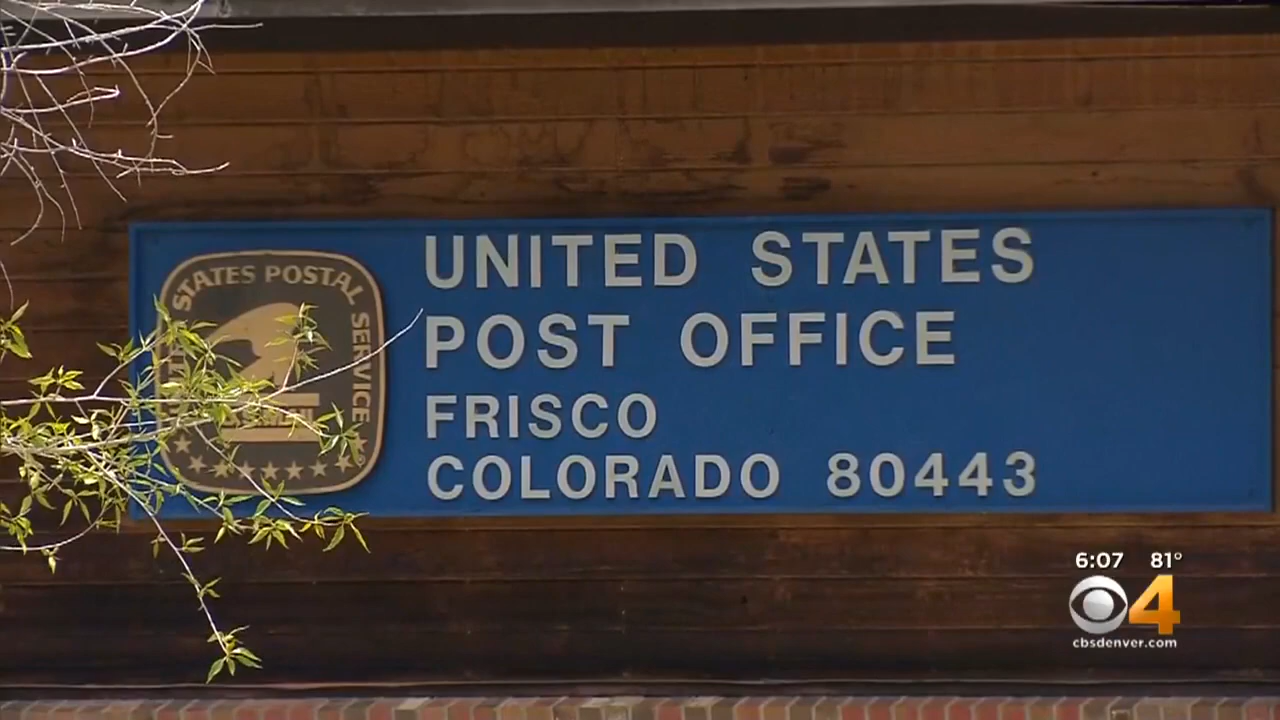 STATES POSTAL SERVICE
UNITED STATES
POST OFFICE
FRISCO
COLORADO 80443
6:07 81°
4
cbsdenver.com